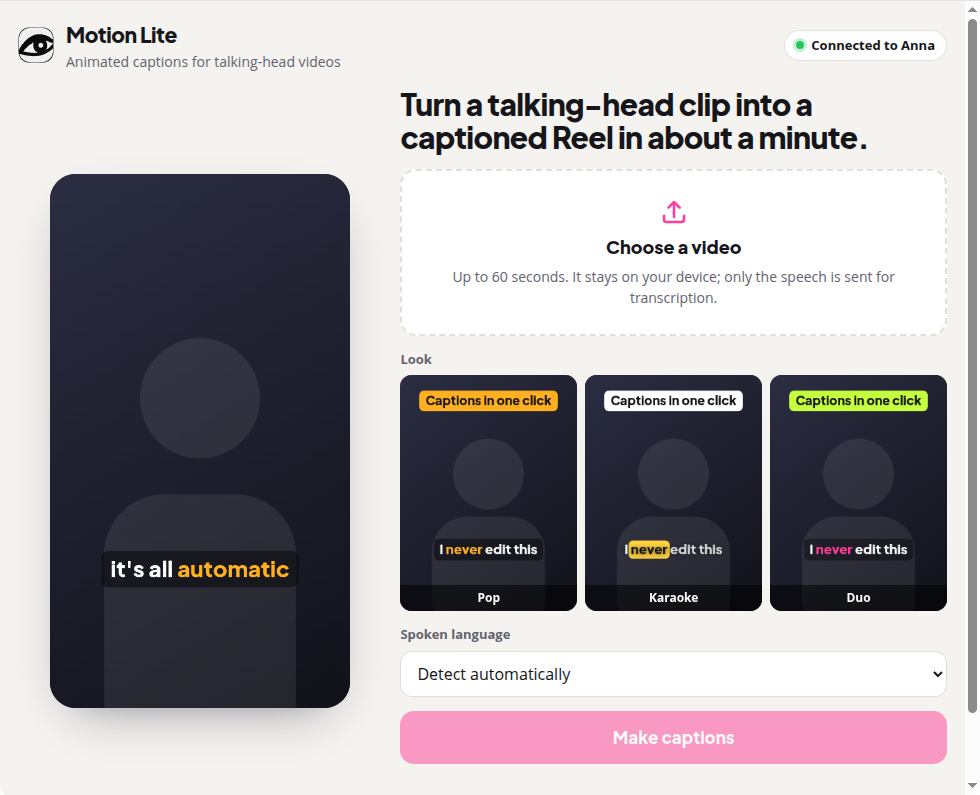 Motion Lite
Animated captions for talking-head videos
Connected to Anna
Turn a talking-head clip into a
captioned Reel in about a minute.
Choose a video
Up to 60 seconds. It stays on your device; only the speech is sent for
transcription.
Look
Captions in one click
I never edit this
Pop
Captions in one click
I never edit this
Karaoke
Captions in one click
I never edit this
Duo
it's all automatic
Spoken language
Detect automatically
Make captions